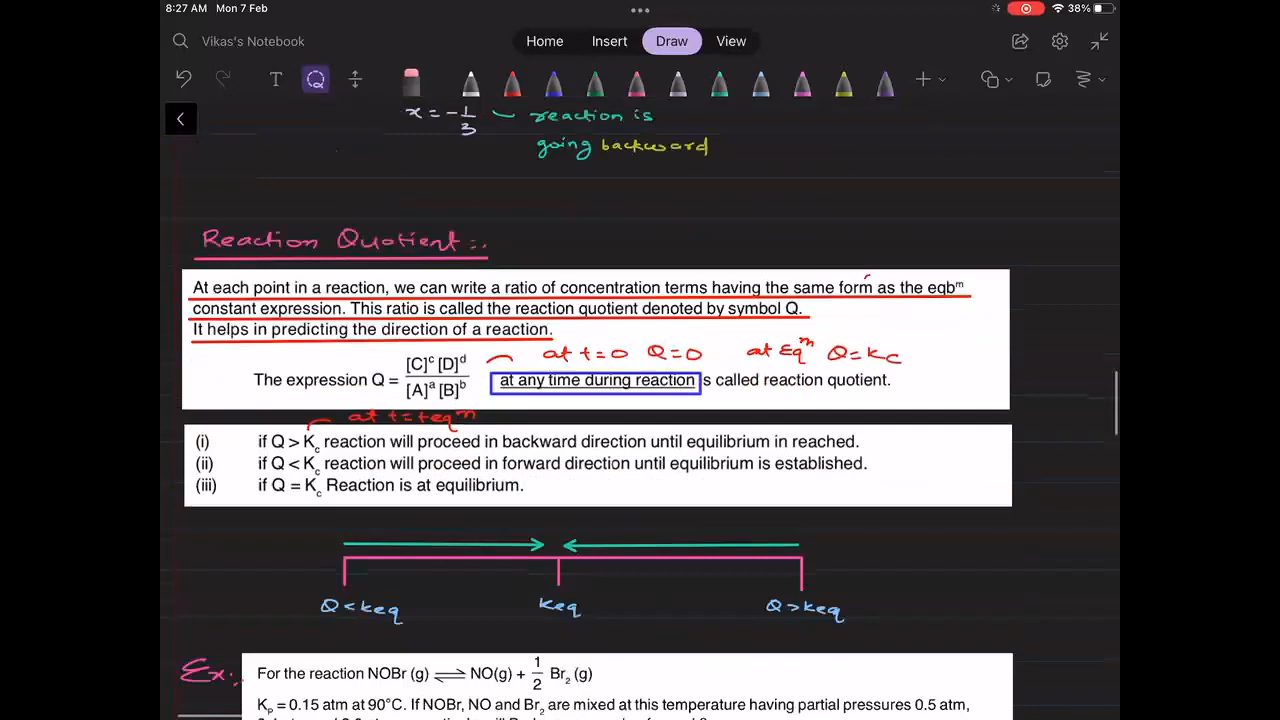 8:27 AM Mon 7 Feb
38%
Vikas's Notebook
Home Insert Draw View
x = -1/3 reaction is
going backward
Reaction Quotient :.
At each point in a reaction, we can write a ratio of concentration terms having the same form as the eqbᵐ
constant expression. This ratio is called the reaction quotient denoted by symbol Q.
It helps in predicting the direction of a reaction.
at t=0 Q=0 at Eqᵐ Q=Kc
The expression Q = [C]ᶜ [D]ᵈ / [A]ᵃ [B]ᵇ at any time during reaction is called reaction quotient.
at t=teqᵐ
(i) if Q > Kc reaction will proceed in backward direction until equilibrium in reached.
(ii) if Q < Kc reaction will proceed in forward direction until equilibrium is established.
(iii) if Q = Kc Reaction is at equilibrium.
Q<Keq Keq Q>Keq
Ex:. For the reaction NOBr (g) ⇌ NO(g) + 1/2 Br₂ (g)
Kₚ = 0.15 atm at 90°C. If NOBr, NO and Br₂ are mixed at this temperature having partial pressures 0.5 atm,